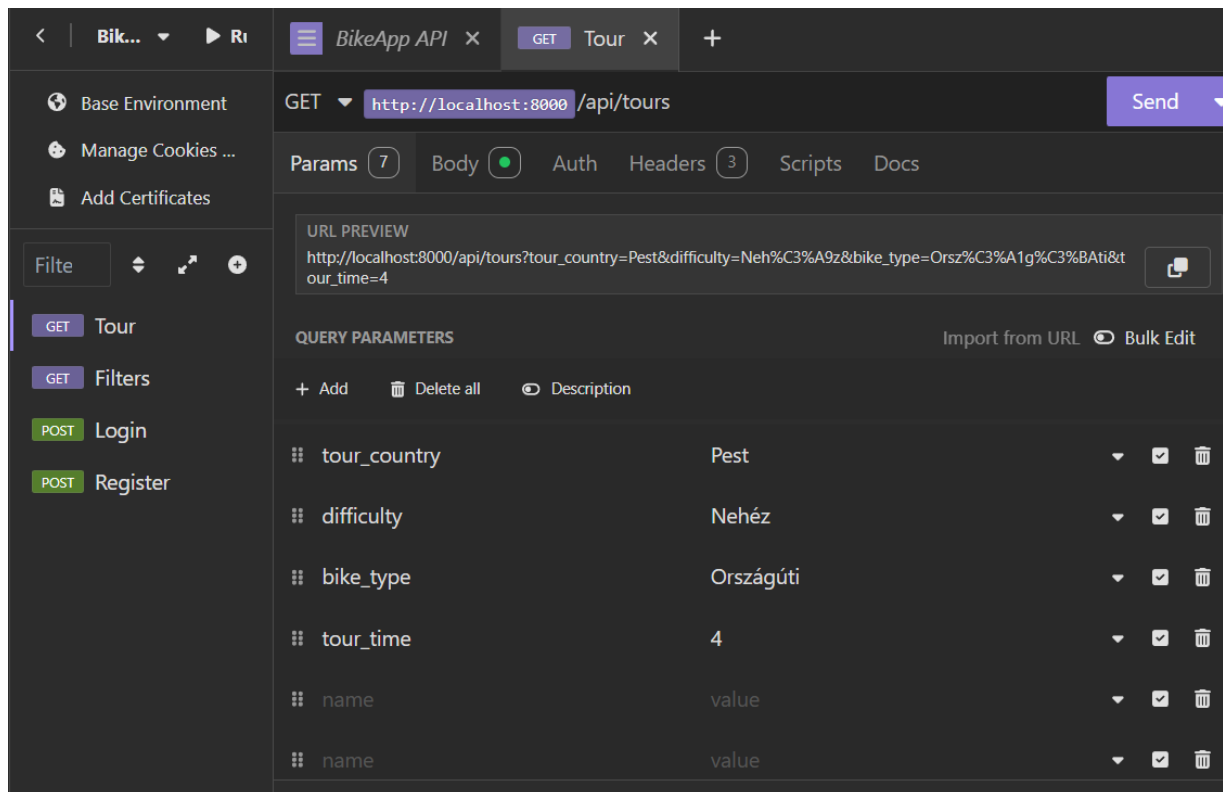 Bik... Ru
BikeApp API
GET Tour
Base Environment
Manage Cookies ...
Add Certificates
Filte
GET Tour
GET Filters
POST Login
POST Register
GET http://localhost:8000 /api/tours
Send
Params 7 Body Auth Headers 3 Scripts Docs
URL PREVIEW
http://localhost:8000/api/tours?tour_country=Pest&difficulty=Neh%C3%A9z&bike_type=Orsz%C3%A1g%C3%BAti&t
our_time=4
QUERY PARAMETERS
Import from URL Bulk Edit
Add Delete all Description
tour_country Pest
difficulty Nehéz
bike_type Országúti
tour_time 4
name value
name value